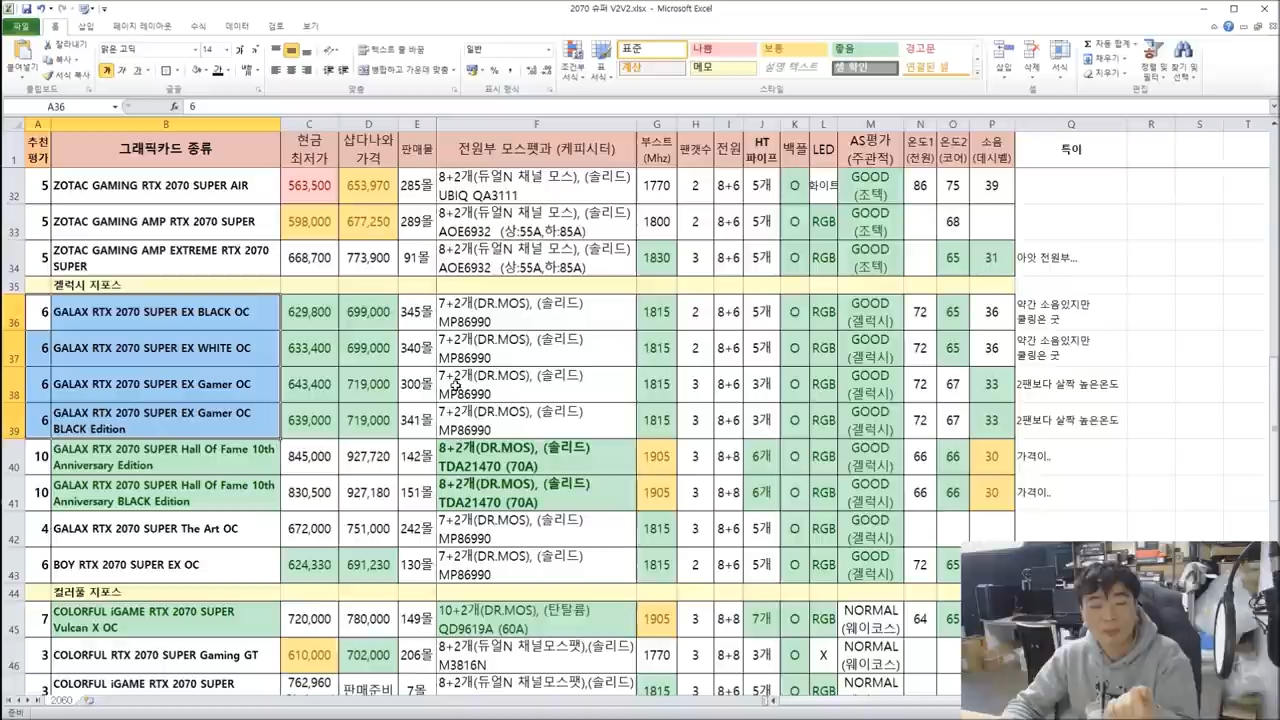 2070 슈퍼 V2V2.xlsx - Microsoft Excel
파일 홈 삽입 페이지 레이아웃 수식 데이터 검토 보기
잘라내기
복사
서식 복사
붙여넣기
클립보드
맑은 고딕 14
가 가 가
글꼴
텍스트 줄 바꿈
병합하고 가운데 맞춤
맞춤
일반
표시 형식
조건부 서식
표 서식
표준 나쁨 보통 좋음 경고문
계산 메모 설명 텍스트 셀 확인 연결된 셀
스타일
삽입 삭제 서식
셀
자동 합계
채우기
지우기
정렬 및 필터
찾기 및 선택
편집
A36 fx 6
A B C D E F G H I J K L M N O P Q R S T
1 추천 평가 그래픽카드 종류 현금 최저가 샵다나와 가격 판매몰 전원부 모스펫과 (케피시터) 부스트 (Mhz) 팬갯수 전원 HT 파이프 백플 LED AS평가 (주관적) 온도1 (전원) 온도2 (코어) 소음 (데시벨) 특이
32 5 ZOTAC GAMING RTX 2070 SUPER AIR 563,500 653,970 285몰 8+2개(듀얼N 채널 모스), (솔리드) UBIQ QA3111 1770 2 8+6 5개 O 화이트 GOOD (조텍) 86 75 39
33 5 ZOTAC GAMING AMP RTX 2070 SUPER 598,000 677,250 289몰 8+2개(듀얼N 채널 모스), (솔리드) AOE6932 (상:55A,하:85A) 1800 2 8+6 5개 O RGB GOOD (조텍) 68
34 5 ZOTAC GAMING AMP EXTREME RTX 2070 SUPER 668,700 773,900 91몰 8+2개(듀얼N 채널 모스), (솔리드) AOE6932 (상:55A,하:85A) 1830 3 8+6 5개 O RGB GOOD (조텍) 65 31 아앗 전원부...
35 겔럭시 지포스
36 6 GALAX RTX 2070 SUPER EX BLACK OC 629,800 699,000 345몰 7+2개(DR.MOS), (솔리드) MP86990 1815 2 8+6 5개 O RGB GOOD (겔럭시) 72 65 36 약간 소음있지만 쿨링은 굿
37 6 GALAX RTX 2070 SUPER EX WHITE OC 633,400 699,000 340몰 7+2개(DR.MOS), (솔리드) MP86990 1815 2 8+6 5개 O RGB GOOD (겔럭시) 72 65 36 약간 소음있지만 쿨링은 굿
38 6 GALAX RTX 2070 SUPER EX Gamer OC 643,400 719,000 300몰 7+2개(DR.MOS), (솔리드) MP86990 1815 3 8+6 3개 O RGB GOOD (겔럭시) 72 67 33 2팬보다 살짝 높은온도
39 6 GALAX RTX 2070 SUPER EX Gamer OC BLACK Edition 639,000 719,000 341몰 7+2개(DR.MOS), (솔리드) MP86990 1815 3 8+6 3개 O RGB GOOD (겔럭시) 72 67 33 2팬보다 살짝 높은온도
40 10 GALAX RTX 2070 SUPER Hall Of Fame 10th Anniversary Edition 845,000 927,720 142몰 8+2개(DR.MOS), (솔리드) TDA21470 (70A) 1905 3 8+8 6개 O RGB GOOD (겔럭시) 66 66 30 가격이..
41 10 GALAX RTX 2070 SUPER Hall Of Fame 10th Anniversary BLACK Edition 830,500 927,180 151몰 8+2개(DR.MOS), (솔리드) TDA21470 (70A) 1905 3 8+8 6개 O RGB GOOD (겔럭시) 66 66 30 가격이..
42 4 GALAX RTX 2070 SUPER The Art OC 672,000 751,000 242몰 7+2개(DR.MOS), (솔리드) MP86990 1815 3 8+6 5개 O RGB GOOD (겔럭시)
43 6 BOY RTX 2070 SUPER EX OC 624,330 691,230 130몰 7+2개(DR.MOS), (솔리드) MP86990 1815 2 8+6 5개 O RGB GOOD (겔럭시) 72 65
44 컬러풀 지포스
45 7 COLORFUL iGAME RTX 2070 SUPER Vulcan X OC 720,000 780,000 149몰 10+2개(DR.MOS), (탄탈륨) QD9619A (60A) 1905 3 8+8 7개 O RGB NORMAL (웨이코스) 64 65
46 3 COLORFUL RTX 2070 SUPER Gaming GT 610,000 702,000 206몰 8+2개(듀얼N 채널모스펫),(솔리드) M3816N 1770 3 8+8 3개 O X NORMAL (웨이코스)
3 COLORFUL iGAME RTX 2070 SUPER 762,960 판매준비 7몰 8+2개(듀얼N 채널모스펫),(솔리드) 1815 3 8+8 5개 O RGB NORMAL
2060
준비